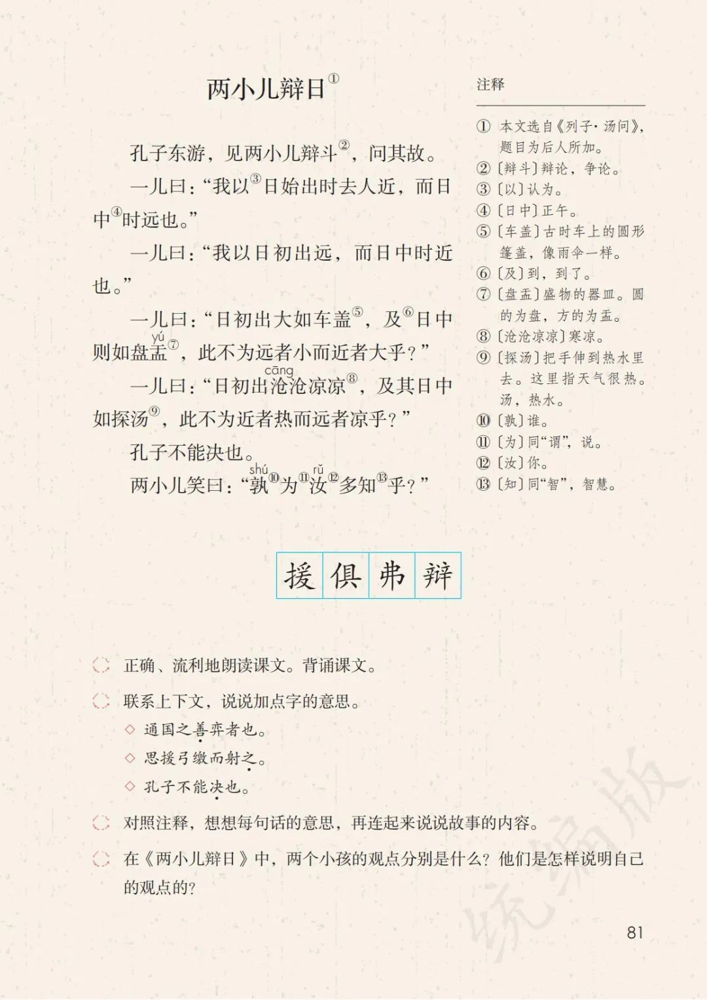 两小儿辩日①
孔子东游，见两小儿辩斗②，问其故。
一儿曰：“我以③日始出时去人近，而日
中④时远也。”
一儿曰：“我以日初出远，而日中时近
也。”
一儿曰：“日初出大如车盖⑤，及⑥日中
yú
则如盘盂⑦，此不为远者小而近者大乎？”
cāng
一儿曰：“日初出沧沧凉凉⑧，及其日中
如探汤⑨，此不为近者热而远者凉乎？”
孔子不能决也。
shú rǔ
两小儿笑曰：“孰⑩为⑪汝⑫多知⑬乎？”
注释
① 本文选自《列子·汤问》，
题目为后人所加。
②〔辩斗〕辩论，争论。
③〔以〕认为。
④〔日中〕正午。
⑤〔车盖〕古时车上的圆形
篷盖，像雨伞一样。
⑥〔及〕到，到了。
⑦〔盘盂〕盛物的器皿。圆
的为盘，方的为盂。
⑧〔沧沧凉凉〕寒凉。
⑨〔探汤〕把手伸到热水里
去。这里指天气很热。
汤，热水。
⑩〔孰〕谁。
⑪〔为〕同“谓”，说。
⑫〔汝〕你。
⑬〔知〕同“智”，智慧。
援 俱 弗 辩
正确、流利地朗读课文。背诵课文。
联系上下文，说说加点字的意思。
◇ 通国之善弈者也。
◇ 思援弓缴而射之。
◇ 孔子不能决也。
对照注释，想想每句话的意思，再连起来说说故事的内容。
在《两小儿辩日》中，两个小孩的观点分别是什么？他们是怎样说明自己
的观点的？
统编版
81